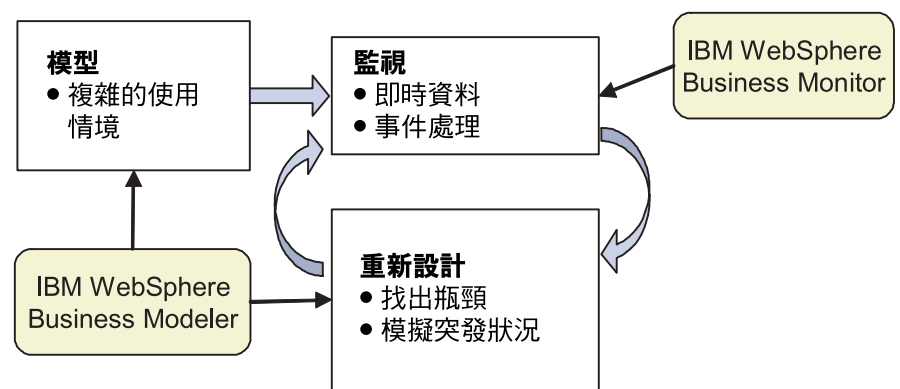 模型
● 複雜的使用
情境
監視
● 即時資料
● 事件處理
IBM WebSphere
Business Monitor
IBM WebSphere
Business Modeler
重新設計
● 找出瓶頸
● 模擬突發狀況